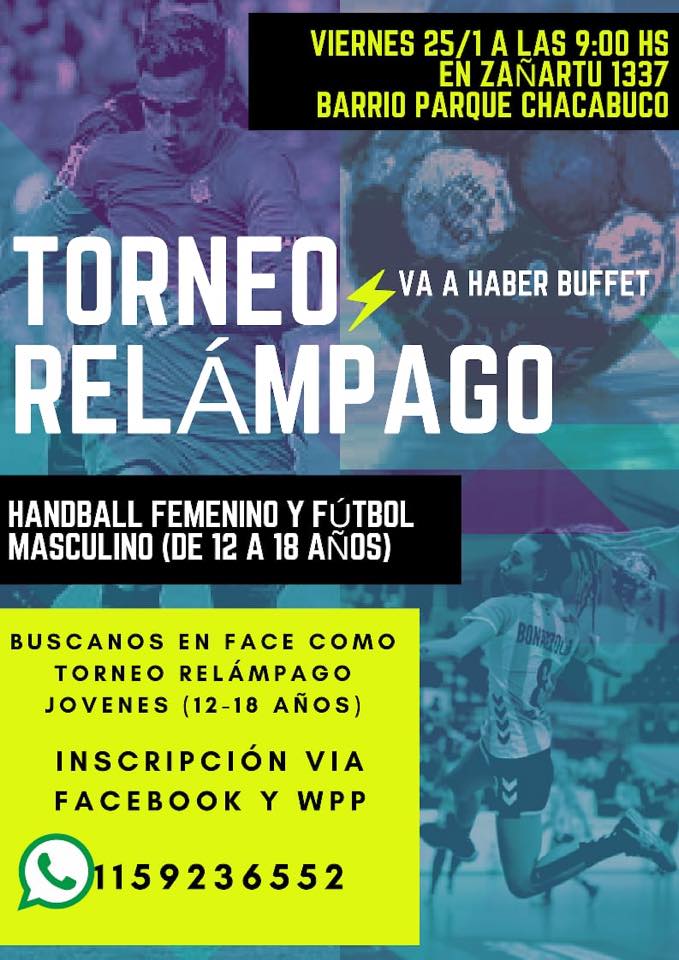 VIERNES 25/1 A LAS 9:00 HS
EN ZAÑARTU 1337
BARRIO PARQUE CHACABUCO
TORNEO
VA A HABER BUFFET
RELÁMPAGO
HANDBALL FEMENINO Y FÚTBOL
MASCULINO (DE 12 A 18 AÑOS)
BUSCANOS EN FACE COMO
TORNEO RELÁMPAGO
JOVENES (12-18 AÑOS)
INSCRIPCIÓN VIA
FACEBOOK Y WPP
1159236552